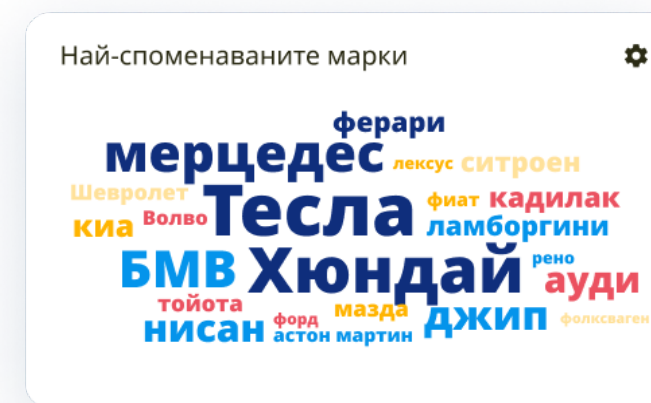 Най-споменаваните марки
ферари
мерцедес лексус ситроен
Шевролет Тесла фиат кадилак
киа Волво ламборгини
БМВ Хюндай рено
ауди
тойота мазда
нисан форд джип фолксваген
астон мартин